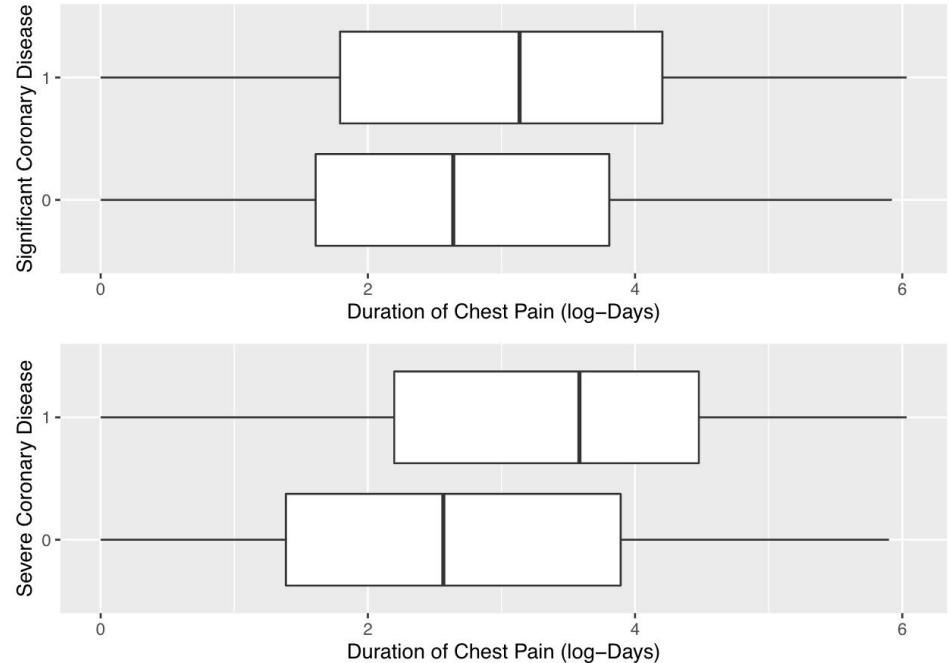 Significant Coronary Disease
1
0
0 2 4 6
Duration of Chest Pain (log−Days)
Severe Coronary Disease
1
0
0 2 4 6
Duration of Chest Pain (log−Days)